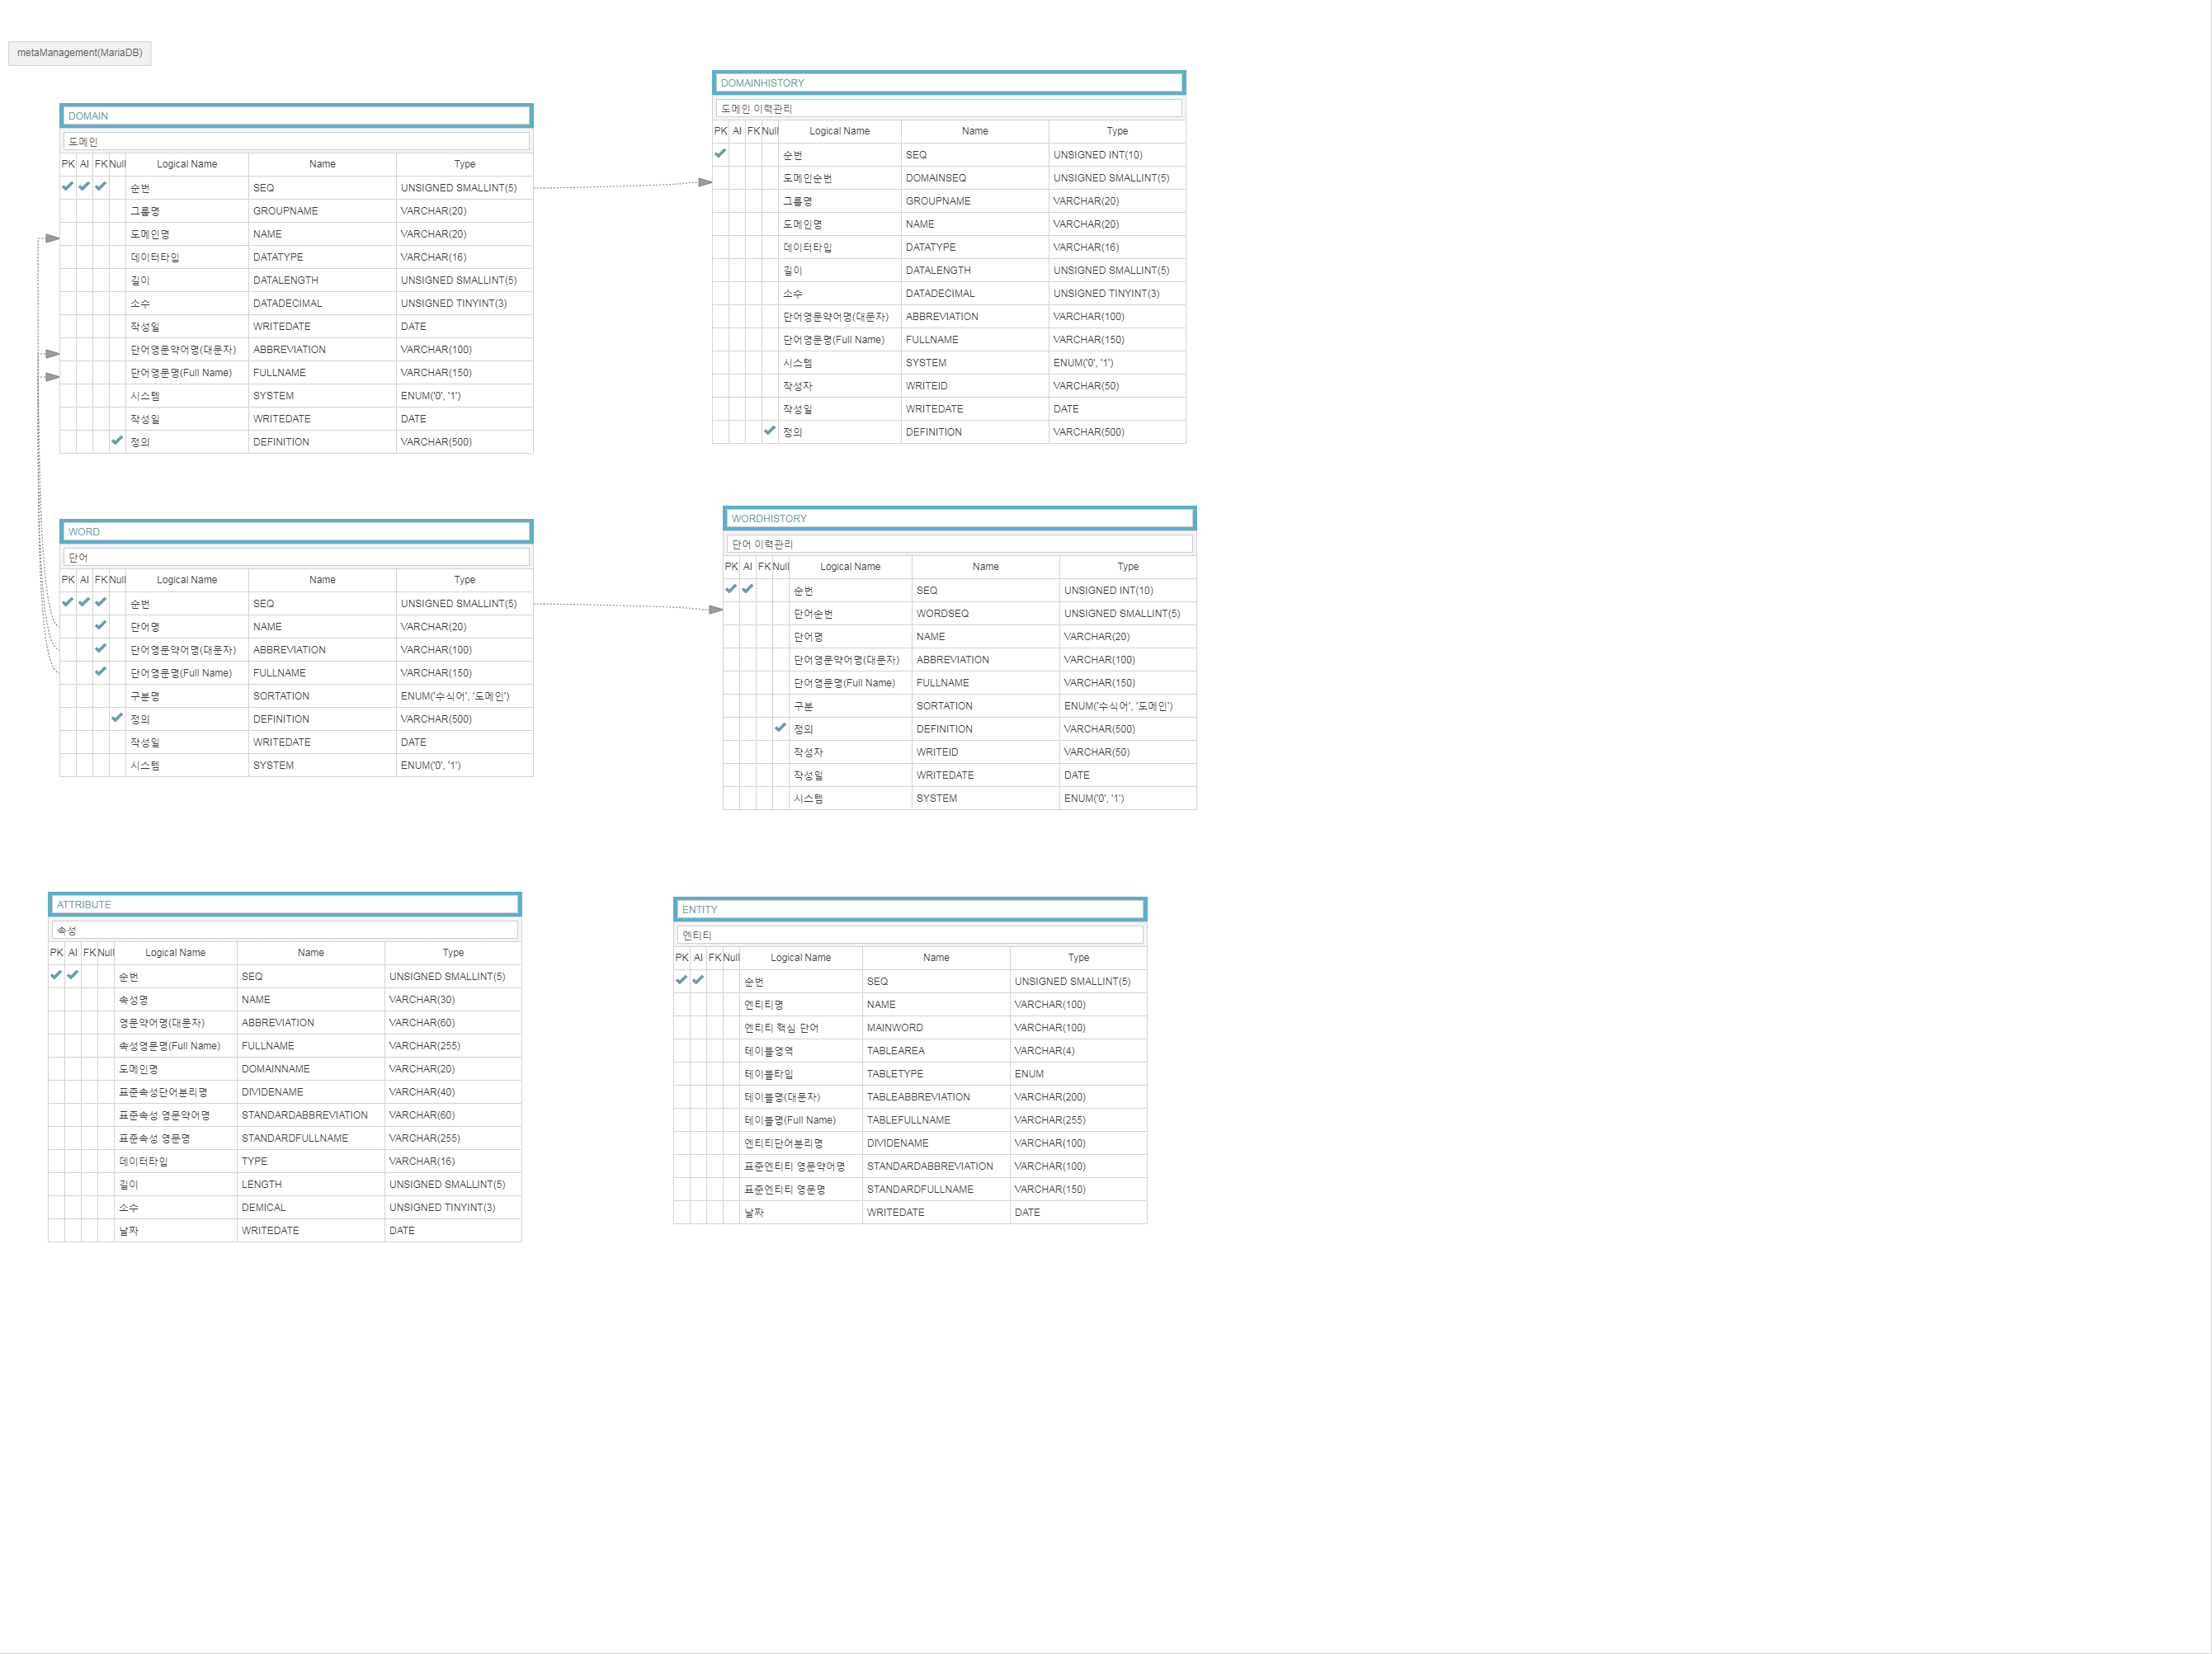 metaManagement(MariaDB)
DOMAIN
도메인
PK AI FK Null Logical Name Name Type
순번 SEQ UNSIGNED SMALLINT(5)
그룹명 GROUPNAME VARCHAR(20)
도메인명 NAME VARCHAR(20)
데이터타입 DATATYPE VARCHAR(16)
길이 DATALENGTH UNSIGNED SMALLINT(5)
소수 DATADECIMAL UNSIGNED TINYINT(3)
작성일 WRITEDATE DATE
단어영문약어명(대문자) ABBREVIATION VARCHAR(100)
단어영문명(Full Name) FULLNAME VARCHAR(150)
시스템 SYSTEM ENUM('0', '1')
작성일 WRITEDATE DATE
정의 DEFINITION VARCHAR(500)
DOMAINHISTORY
도메인 이력관리
PK AI FK Null Logical Name Name Type
순번 SEQ UNSIGNED INT(10)
도메인순번 DOMAINSEQ UNSIGNED SMALLINT(5)
그룹명 GROUPNAME VARCHAR(20)
도메인명 NAME VARCHAR(20)
데이터타입 DATATYPE VARCHAR(16)
길이 DATALENGTH UNSIGNED SMALLINT(5)
소수 DATADECIMAL UNSIGNED TINYINT(3)
단어영문약어명(대문자) ABBREVIATION VARCHAR(100)
단어영문명(Full Name) FULLNAME VARCHAR(150)
시스템 SYSTEM ENUM('0', '1')
작성자 WRITEID VARCHAR(50)
작성일 WRITEDATE DATE
정의 DEFINITION VARCHAR(500)
WORD
단어
PK AI FK Null Logical Name Name Type
순번 SEQ UNSIGNED SMALLINT(5)
단어명 NAME VARCHAR(20)
단어영문약어명(대문자) ABBREVIATION VARCHAR(100)
단어영문명(Full Name) FULLNAME VARCHAR(150)
구분명 SORTATION ENUM('수식어', '도메인')
정의 DEFINITION VARCHAR(500)
작성일 WRITEDATE DATE
시스템 SYSTEM ENUM('0', '1')
WORDHISTORY
단어 이력관리
PK AI FK Null Logical Name Name Type
순번 SEQ UNSIGNED INT(10)
단어순번 WORDSEQ UNSIGNED SMALLINT(5)
단어명 NAME VARCHAR(20)
단어영문약어명(대문자) ABBREVIATION VARCHAR(100)
단어영문명(Full Name) FULLNAME VARCHAR(150)
구분 SORTATION ENUM('수식어', '도메인')
정의 DEFINITION VARCHAR(500)
작성자 WRITEID VARCHAR(50)
작성일 WRITEDATE DATE
시스템 SYSTEM ENUM('0', '1')
ATTRIBUTE
속성
PK AI FK Null Logical Name Name Type
순번 SEQ UNSIGNED SMALLINT(5)
속성명 NAME VARCHAR(30)
영문약어명(대문자) ABBREVIATION VARCHAR(60)
속성영문명(Full Name) FULLNAME VARCHAR(255)
도메인명 DOMAINNAME VARCHAR(20)
표준속성단어분리명 DIVIDENAME VARCHAR(40)
표준속성 영문약어명 STANDARDABBREVIATION VARCHAR(60)
표준속성 영문명 STANDARDFULLNAME VARCHAR(255)
데이터타입 TYPE VARCHAR(16)
길이 LENGTH UNSIGNED SMALLINT(5)
소수 DEMICAL UNSIGNED TINYINT(3)
날짜 WRITEDATE DATE
ENTITY
엔티티
PK AI FK Null Logical Name Name Type
순번 SEQ UNSIGNED SMALLINT(5)
엔티티명 NAME VARCHAR(100)
엔티티 핵심 단어 MAINWORD VARCHAR(100)
테이블영역 TABLEAREA VARCHAR(4)
테이블타입 TABLETYPE ENUM
테이블명(대문자) TABLEABBREVIATION VARCHAR(200)
테이블명(Full Name) TABLEFULLNAME VARCHAR(255)
엔티티단어분리명 DIVIDENAME VARCHAR(100)
표준엔티티 영문약어명 STANDARDABBREVIATION VARCHAR(100)
표준엔티티 영문명 STANDARDFULLNAME VARCHAR(150)
날짜 WRITEDATE DATE